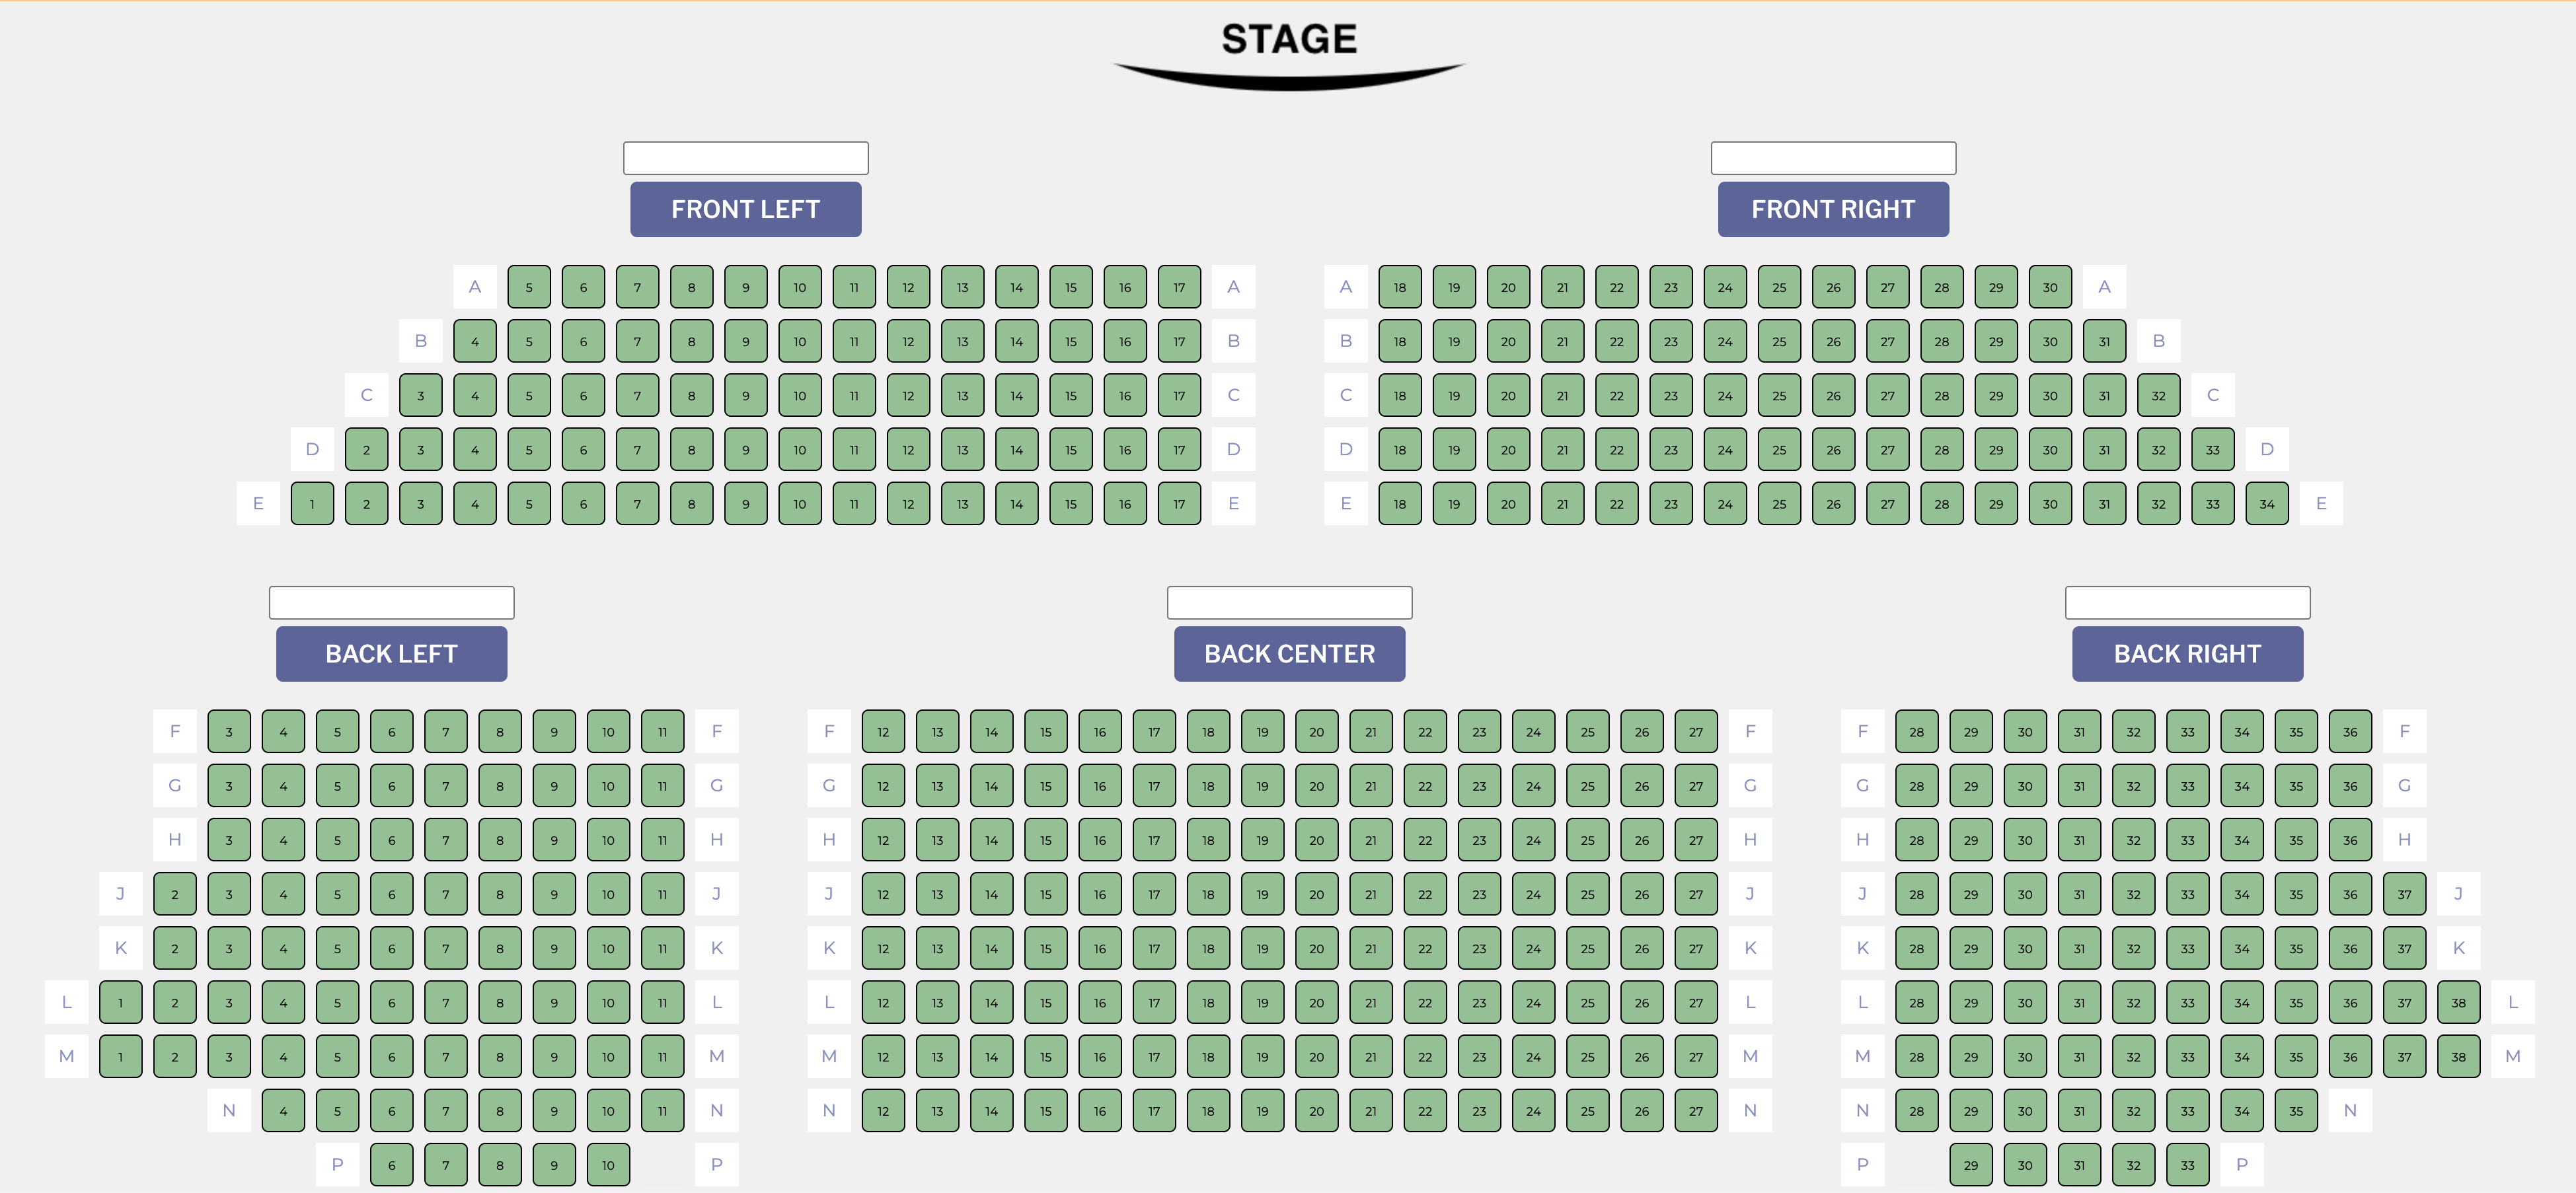 STAGE
FRONT LEFT
FRONT RIGHT
A 5 6 7 8 9 10 11 12 13 14 15 16 17 A A 18 19 20 21 22 23 24 25 26 27 28 29 30 A
B 4 5 6 7 8 9 10 11 12 13 14 15 16 17 B B 18 19 20 21 22 23 24 25 26 27 28 29 30 31 B
C 3 4 5 6 7 8 9 10 11 12 13 14 15 16 17 C C 18 19 20 21 22 23 24 25 26 27 28 29 30 31 32 C
D 2 3 4 5 6 7 8 9 10 11 12 13 14 15 16 17 D D 18 19 20 21 22 23 24 25 26 27 28 29 30 31 32 33 D
E 1 2 3 4 5 6 7 8 9 10 11 12 13 14 15 16 17 E E 18 19 20 21 22 23 24 25 26 27 28 29 30 31 32 33 34 E
BACK LEFT
BACK CENTER
BACK RIGHT
F 3 4 5 6 7 8 9 10 11 F F 12 13 14 15 16 17 18 19 20 21 22 23 24 25 26 27 F F 28 29 30 31 32 33 34 35 36 F
G 3 4 5 6 7 8 9 10 11 G G 12 13 14 15 16 17 18 19 20 21 22 23 24 25 26 27 G G 28 29 30 31 32 33 34 35 36 G
H 3 4 5 6 7 8 9 10 11 H H 12 13 14 15 16 17 18 19 20 21 22 23 24 25 26 27 H H 28 29 30 31 32 33 34 35 36 H
J 2 3 4 5 6 7 8 9 10 11 J J 12 13 14 15 16 17 18 19 20 21 22 23 24 25 26 27 J J 28 29 30 31 32 33 34 35 36 37 J
K 2 3 4 5 6 7 8 9 10 11 K K 12 13 14 15 16 17 18 19 20 21 22 23 24 25 26 27 K K 28 29 30 31 32 33 34 35 36 37 K
L 1 2 3 4 5 6 7 8 9 10 11 L L 12 13 14 15 16 17 18 19 20 21 22 23 24 25 26 27 L L 28 29 30 31 32 33 34 35 36 37 38 L
M 1 2 3 4 5 6 7 8 9 10 11 M M 12 13 14 15 16 17 18 19 20 21 22 23 24 25 26 27 M M 28 29 30 31 32 33 34 35 36 37 38 M
N 4 5 6 7 8 9 10 11 N N 12 13 14 15 16 17 18 19 20 21 22 23 24 25 26 27 N N 28 29 30 31 32 33 34 35 N
P 6 7 8 9 10 P P 29 30 31 32 33 P